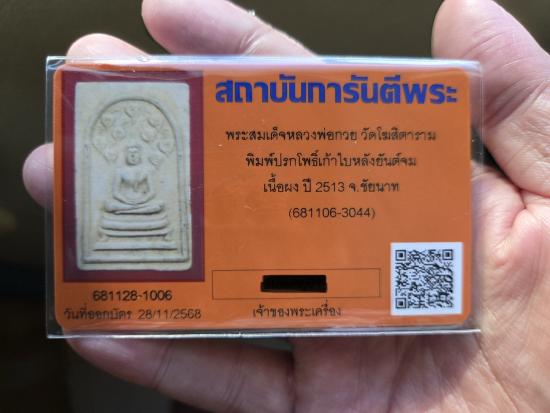 สถาบันการันตีพระ
พระสมเด็จหลวงพ่อกวย วัดโฆสิตาราม
พิมพ์ปรกโพธิ์เก้าใบหลังยันต์จม
เนื้อผง ปี 2513 จ.ชัยนาท
(681106-3044)
681128-1006
วันที่ออกบัตร 28/11/2568
เจ้าของพระเครื่อง